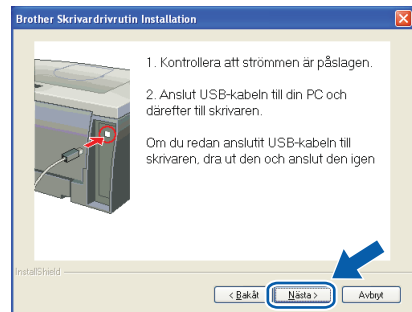 Brother Skrivardrivrutin Installation
1. Kontrollera att strömmen är påslagen.
2. Anslut USB-kabeln till din PC och
därefter till skrivaren.
Om du redan anslutit USB-kabeln till
skrivaren, dra ut den och anslut den igen
InstallShield
< Bakåt
Nästa >
Avbryt